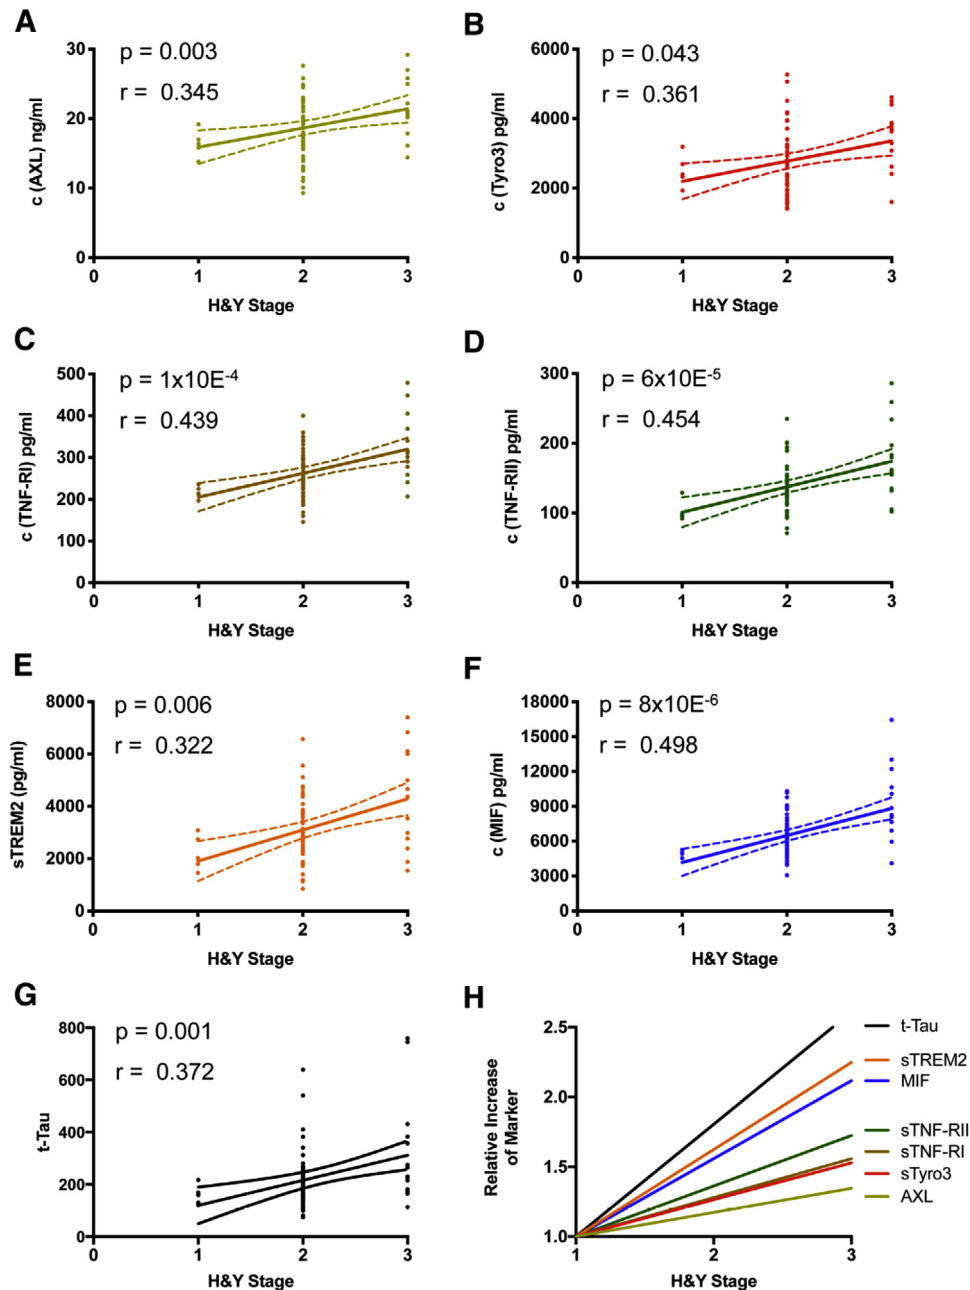 A
p = 0.003
r = 0.345
c (AXL) ng/ml
30
20
10
0
0 1 2 3
H&Y Stage
B
p = 0.043
r = 0.361
c (Tyro3) pg/ml
6000
4000
2000
0
0 1 2 3
H&Y Stage
C
p = 1x10E-4
r = 0.439
c (TNF-RI) pg/ml
500
400
300
200
100
0
0 1 2 3
H&Y Stage
D
p = 6x10E-5
r = 0.454
c (TNF-RII) pg/ml
300
200
100
0
0 1 2 3
H&Y Stage
E
p = 0.006
r = 0.322
sTREM2 (pg/ml)
8000
6000
4000
2000
0
0 1 2 3
H&Y Stage
F
p = 8x10E-6
r = 0.498
c (MIF) pg/ml
18000
15000
12000
9000
6000
3000
0
0 1 2 3
H&Y Stage
G
p = 0.001
r = 0.372
t-Tau
800
600
400
200
0
0 1 2 3
H&Y Stage
H
Relative Increase
of Marker
2.5
2.0
1.5
1.0
1 2 3
H&Y Stage
t-Tau
sTREM2
MIF
sTNF-RII
sTNF-RI
sTyro3
AXL